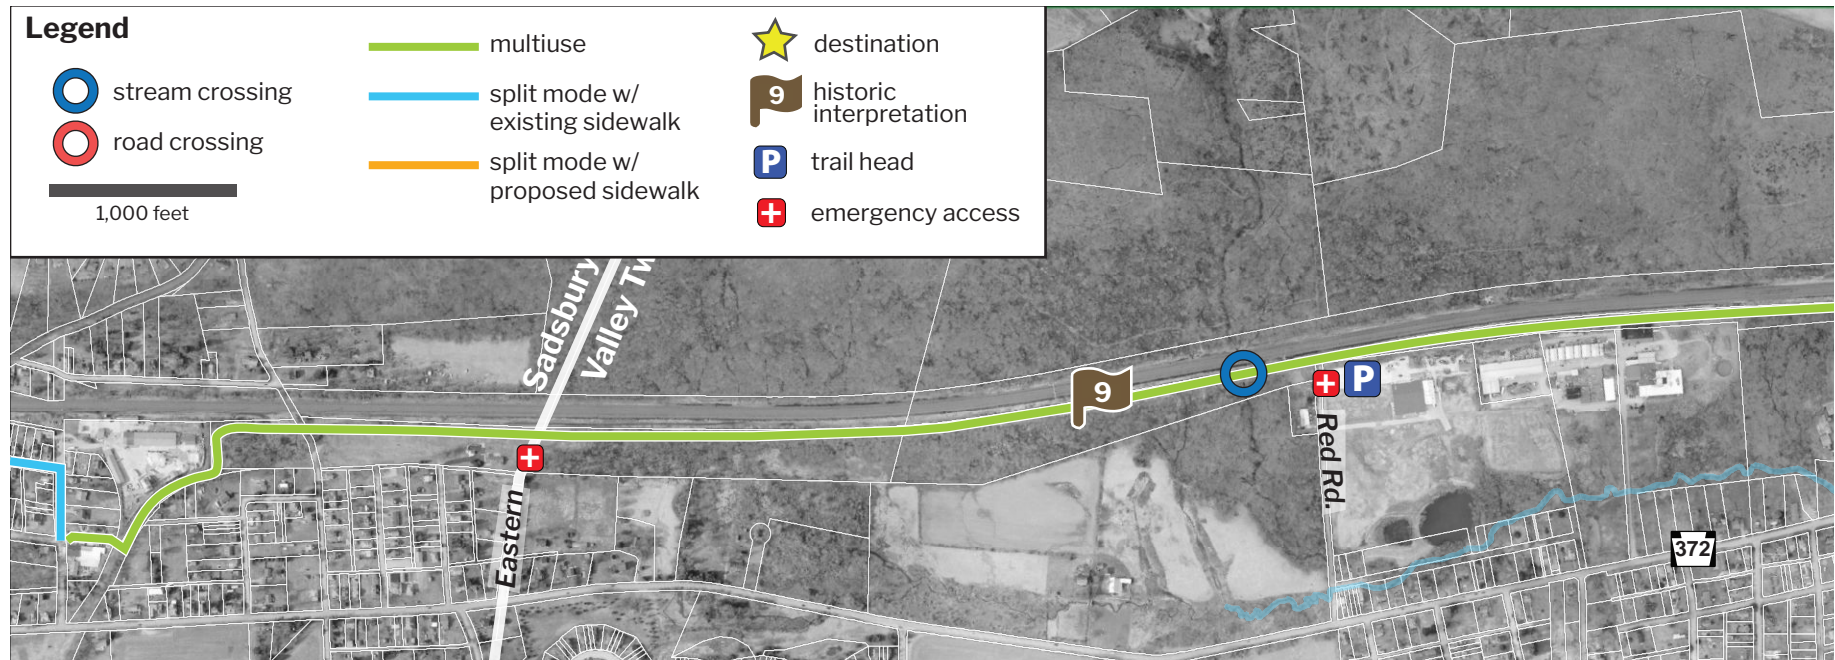 Legend
stream crossing
road crossing
1,000 feet
multiuse
split mode w/
existing sidewalk
split mode w/
proposed sidewalk
destination
9
historic
interpretation
P
trail head
emergency access
Sadsbury
Valley Tw
9
P
Red Rd.
Eastern
372